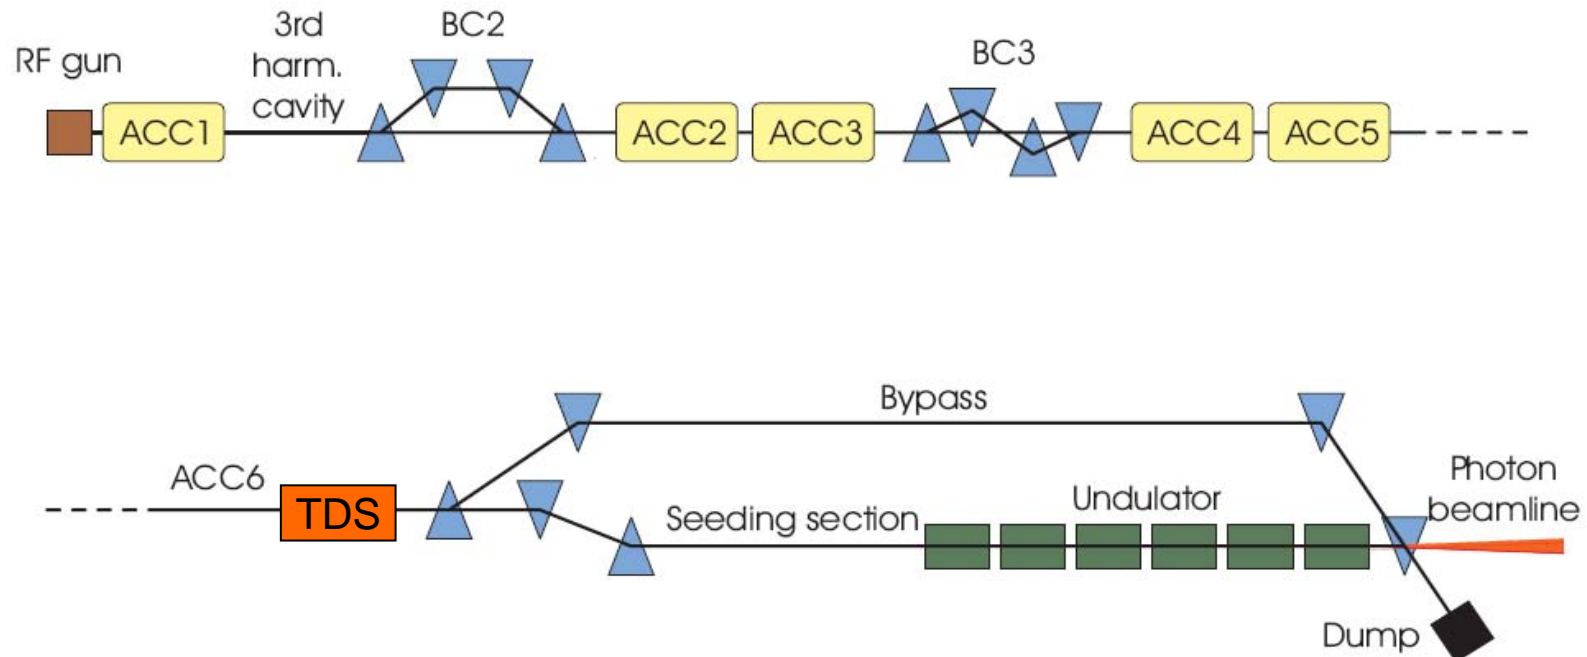 RF gun
3rd
harm.
cavity
BC2
BC3
ACC1
ACC2
ACC3
ACC4
ACC5
Bypass
ACC6
TDS
Seeding section
Undulator
Photon
beamline
Dump